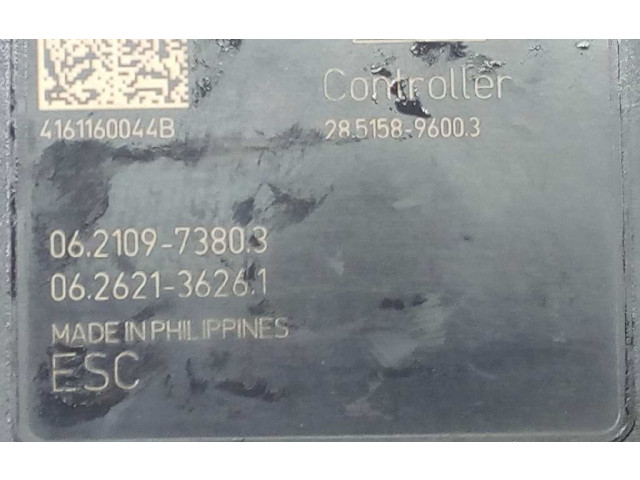 Controller
4161160044B
28.5158-9600.3
06.2109-7380.3
06.2621-3626.1
MADE IN PHILIPPINES
ESC